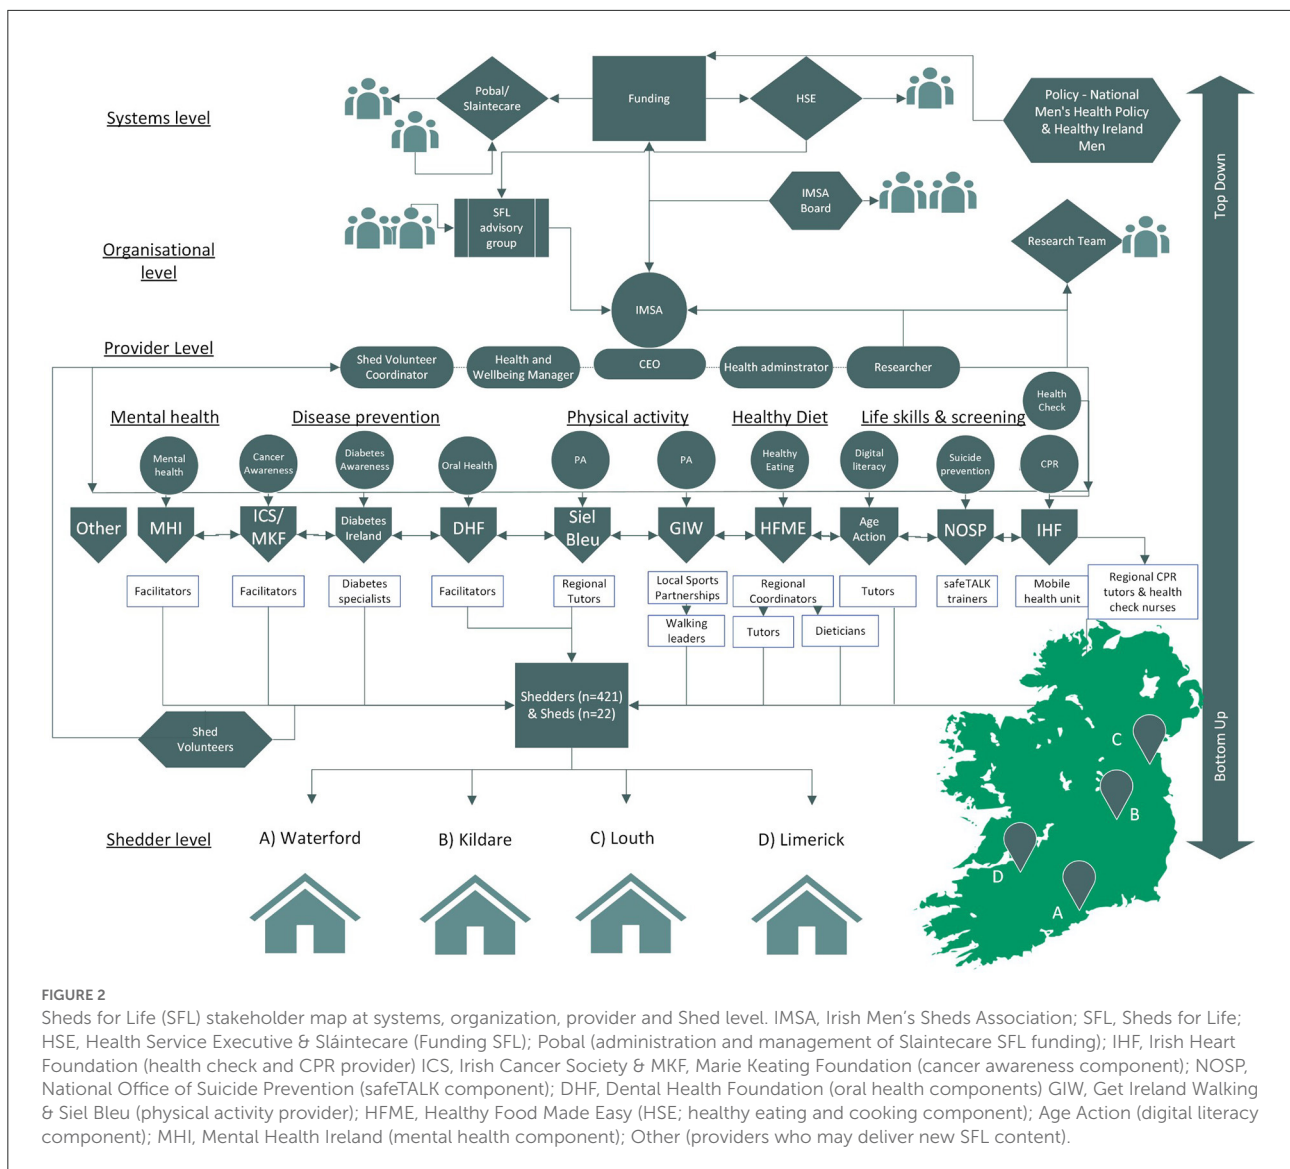 Systems level
Pobal/
Slaintecare
Funding
HSE
Policy - National
Men's Health Policy
& Healthy Ireland
Men
Top Down
IMSA
Board
SFL
advisory
group
Research Team
Organisational
level
IMSA
Provider Level
Shed Volunteer
Coordinator
Health and
Wellbeing Manager
CEO
Health adminstrator
Researcher
Health
Check
Mental health
Disease prevention
Physical activity
Healthy Diet
Life skills & screening
Mental
health
Cancer
Awareness
Diabetes
Awareness
Oral Health
PA
PA
Healthy
Eating
Digital
literacy
Suicide
prevention
CPR
Other
MHI
ICS/
MKF
Diabetes
Ireland
DHF
Siel
Bleu
GIW
HFME
Age
Action
NOSP
IHF
Facilitators
Facilitators
Diabetes
specialists
Facilitators
Regional
Tutors
Local Sports
Partnerships
Walking
leaders
Regional
Coordinators
Tutors
Dieticians
Tutors
safeTALK
trainers
Mobile
health unit
Regional CPR
tutors & health
check nurses
Shedders (n=421)
& Sheds (n=22)
Shed
Volunteers
C
B
D
A
Bottom Up
Shedder level
A) Waterford
B) Kildare
C) Louth
D) Limerick
FIGURE 2
Sheds for Life (SFL) stakeholder map at systems, organization, provider and Shed level. IMSA, Irish Men's Sheds Association; SFL, Sheds for Life;
HSE, Health Service Executive & Sláintecare (Funding SFL); Pobal (administration and management of Slaintecare SFL funding); IHF, Irish Heart
Foundation (health check and CPR provider) ICS, Irish Cancer Society & MKF, Marie Keating Foundation (cancer awareness component); NOSP,
National Office of Suicide Prevention (safeTALK component); DHF, Dental Health Foundation (oral health components) GIW, Get Ireland Walking
& Siel Bleu (physical activity provider); HFME, Healthy Food Made Easy (HSE; healthy eating and cooking component); Age Action (digital literacy
component); MHI, Mental Health Ireland (mental health component); Other (providers who may deliver new SFL content).